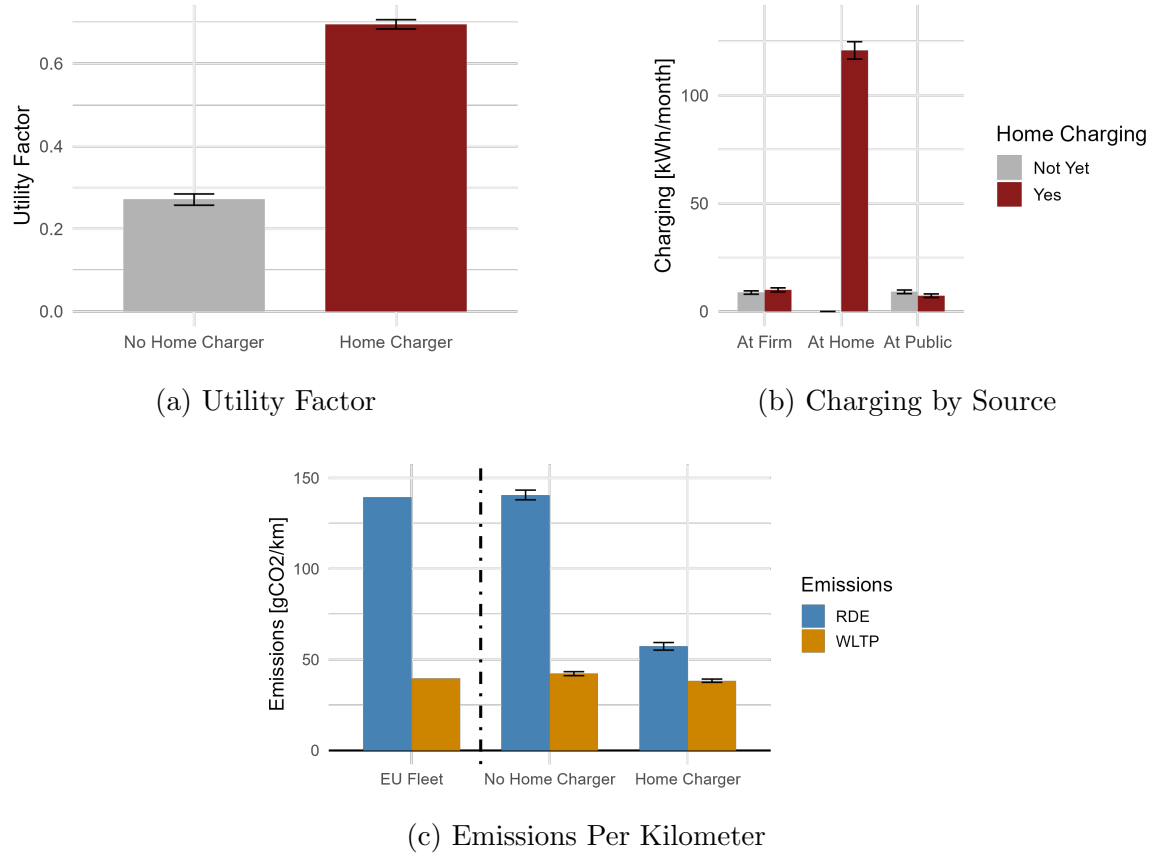 Utility Factor
0.6
0.4
0.2
0.0
No Home Charger Home Charger
(a) Utility Factor
Charging [kWh/month]
100
50
0
At Firm At Home At Public
Home Charging
Not Yet
Yes
(b) Charging by Source
Emissions [gCO2/km]
150
100
50
0
EU Fleet No Home Charger Home Charger
Emissions
RDE
WLTP
(c) Emissions Per Kilometer